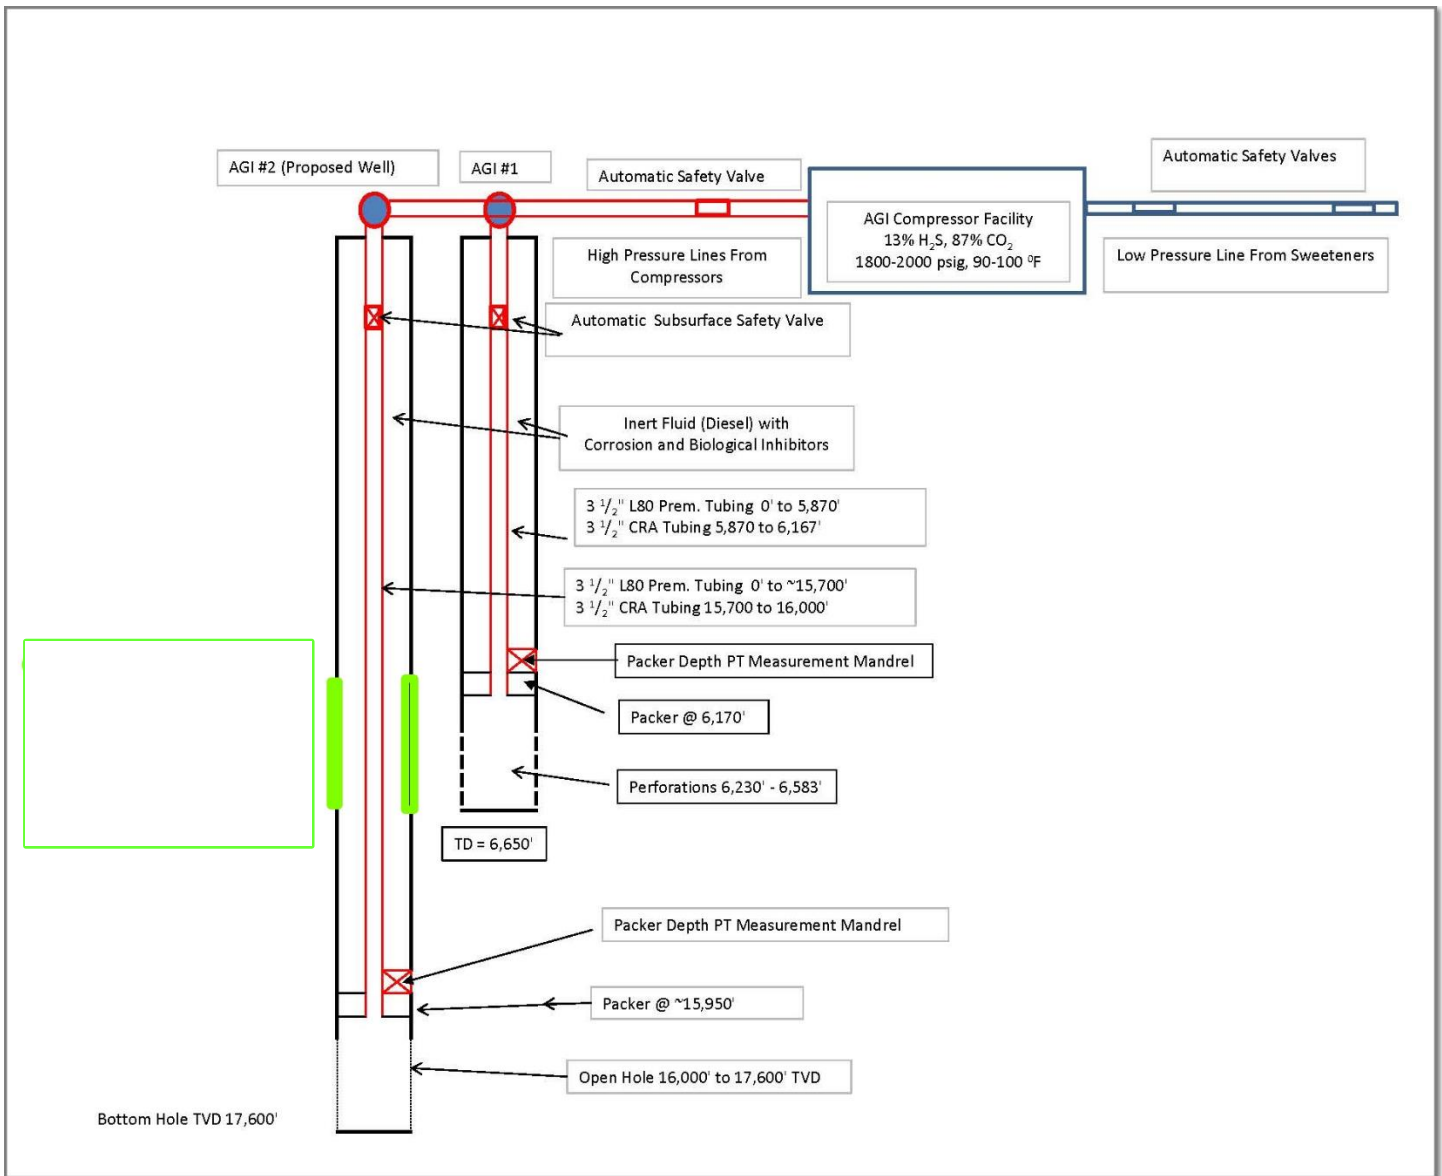 AGI #2 (Proposed Well)
AGI #1
Automatic Safety Valve
Automatic Safety Valves
AGI Compressor Facility
13% H₂S, 87% CO₂
1800-2000 psig, 90-100 ⁰F
High Pressure Lines From
Compressors
Low Pressure Line From Sweeteners
Automatic Subsurface Safety Valve
Inert Fluid (Diesel) with
Corrosion and Biological Inhibitors
3 ¹/₂" L80 Prem. Tubing 0' to 5,870'
3 ¹/₂" CRA Tubing 5,870 to 6,167'
3 ¹/₂" L80 Prem. Tubing 0' to ~15,700'
3 ¹/₂" CRA Tubing 15,700 to 16,000'
Packer Depth PT Measurement Mandrel
Packer @ 6,170'
Perforations 6,230' - 6,583'
TD = 6,650'
Packer Depth PT Measurement Mandrel
Packer @ ~15,950'
Open Hole 16,000' to 17,600' TVD
Bottom Hole TVD 17,600'